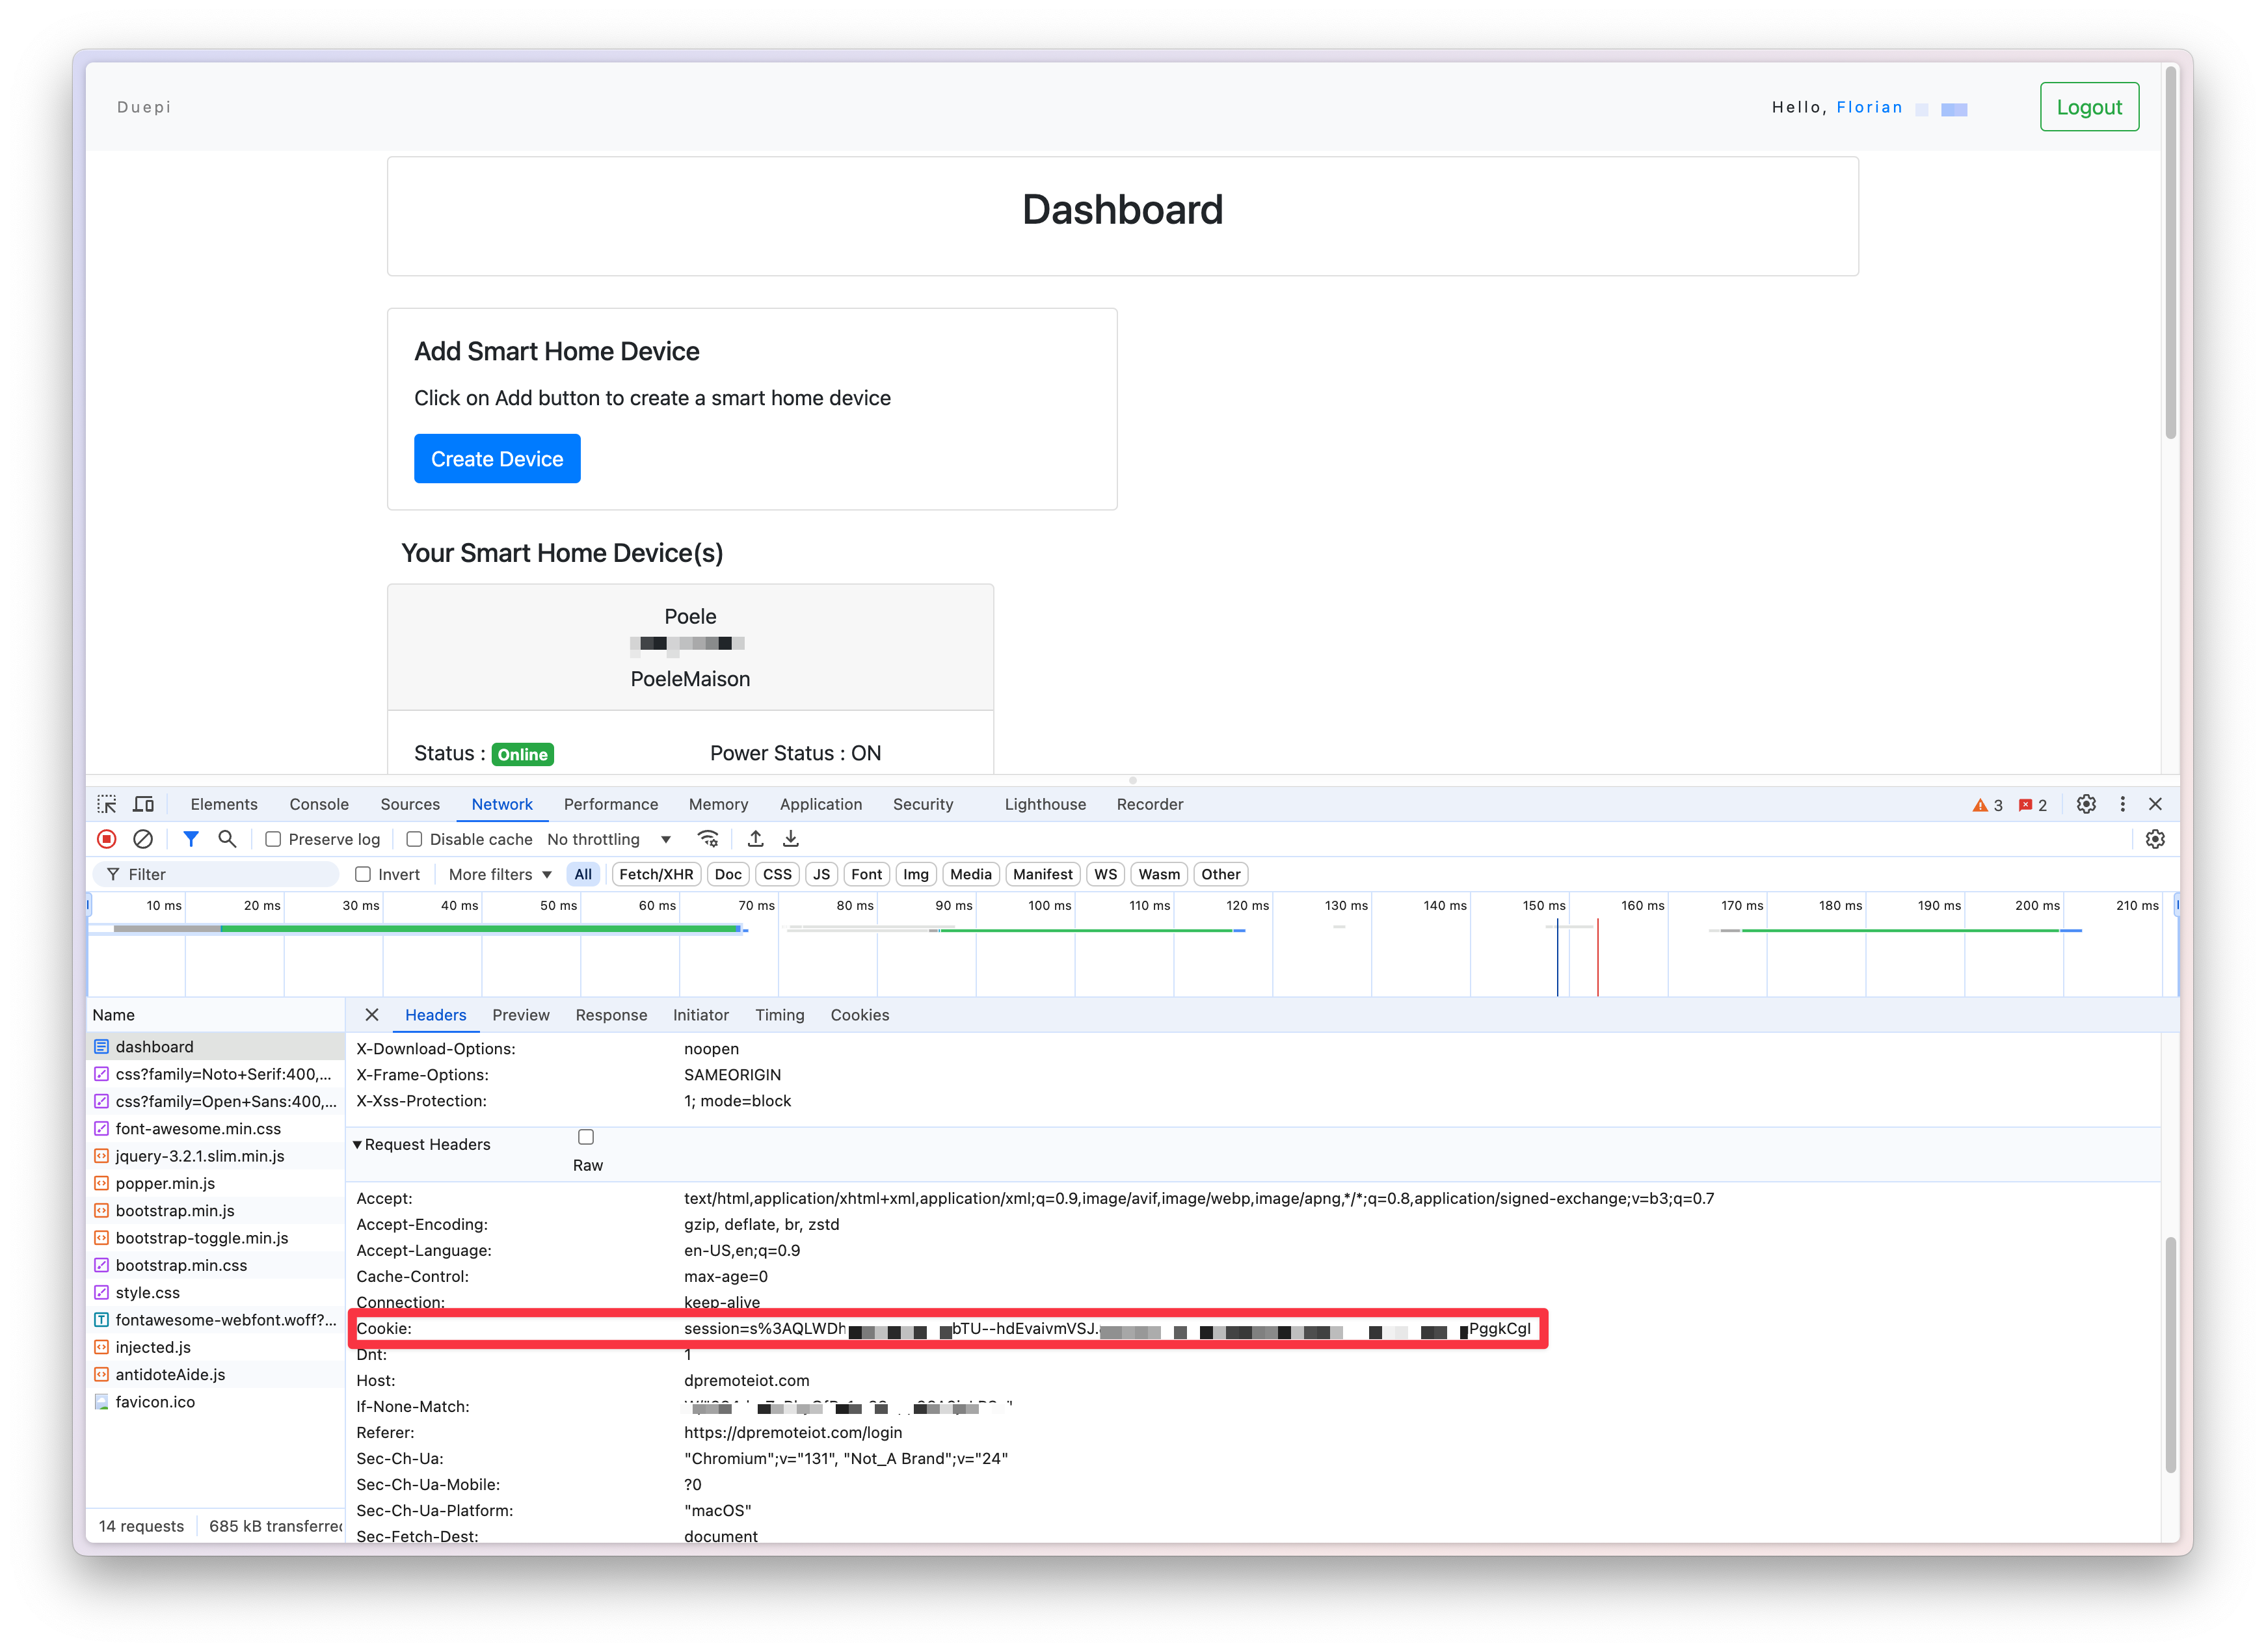 Duepi
Hello, Florian
Logout
Dashboard
Add Smart Home Device
Click on Add button to create a smart home device
Create Device
Your Smart Home Device(s)
Poele
PoeleMaison
Status : Online
Power Status : ON
Elements Console Sources Network Performance Memory Application Security Lighthouse Recorder 3 2
Preserve log Disable cache No throttling
Filter Invert More filters All Fetch/XHR Doc CSS JS Font Img Media Manifest WS Wasm Other
10 ms 20 ms 30 ms 40 ms 50 ms 60 ms 70 ms 80 ms 90 ms 100 ms 110 ms 120 ms 130 ms 140 ms 150 ms 160 ms 170 ms 180 ms 190 ms 200 ms 210 ms
Name
dashboard
css?family=Noto+Serif:400,...
css?family=Open+Sans:400,...
font-awesome.min.css
jquery-3.2.1.slim.min.js
popper.min.js
bootstrap.min.js
bootstrap-toggle.min.js
bootstrap.min.css
style.css
fontawesome-webfont.woff?...
injected.js
antidoteAide.js
favicon.ico
14 requests 685 kB transferred
Headers Preview Response Initiator Timing Cookies
X-Download-Options: noopen
X-Frame-Options: SAMEORIGIN
X-Xss-Protection: 1; mode=block
Request Headers
Raw
Accept: text/html,application/xhtml+xml,application/xml;q=0.9,image/avif,image/webp,image/apng,*/*;q=0.8,application/signed-exchange;v=b3;q=0.7
Accept-Encoding: gzip, deflate, br, zstd
Accept-Language: en-US,en;q=0.9
Cache-Control: max-age=0
Connection: keep-alive
Cookie: session=s%3AQLWDh bTU--hdEvaivmVSJ. PggkCgI
Dnt: 1
Host: dpremoteiot.com
If-None-Match:
Referer: https://dpremoteiot.com/login
Sec-Ch-Ua: "Chromium";v="131", "Not_A Brand";v="24"
Sec-Ch-Ua-Mobile: ?0
Sec-Ch-Ua-Platform: "macOS"
Sec-Fetch-Dest: document